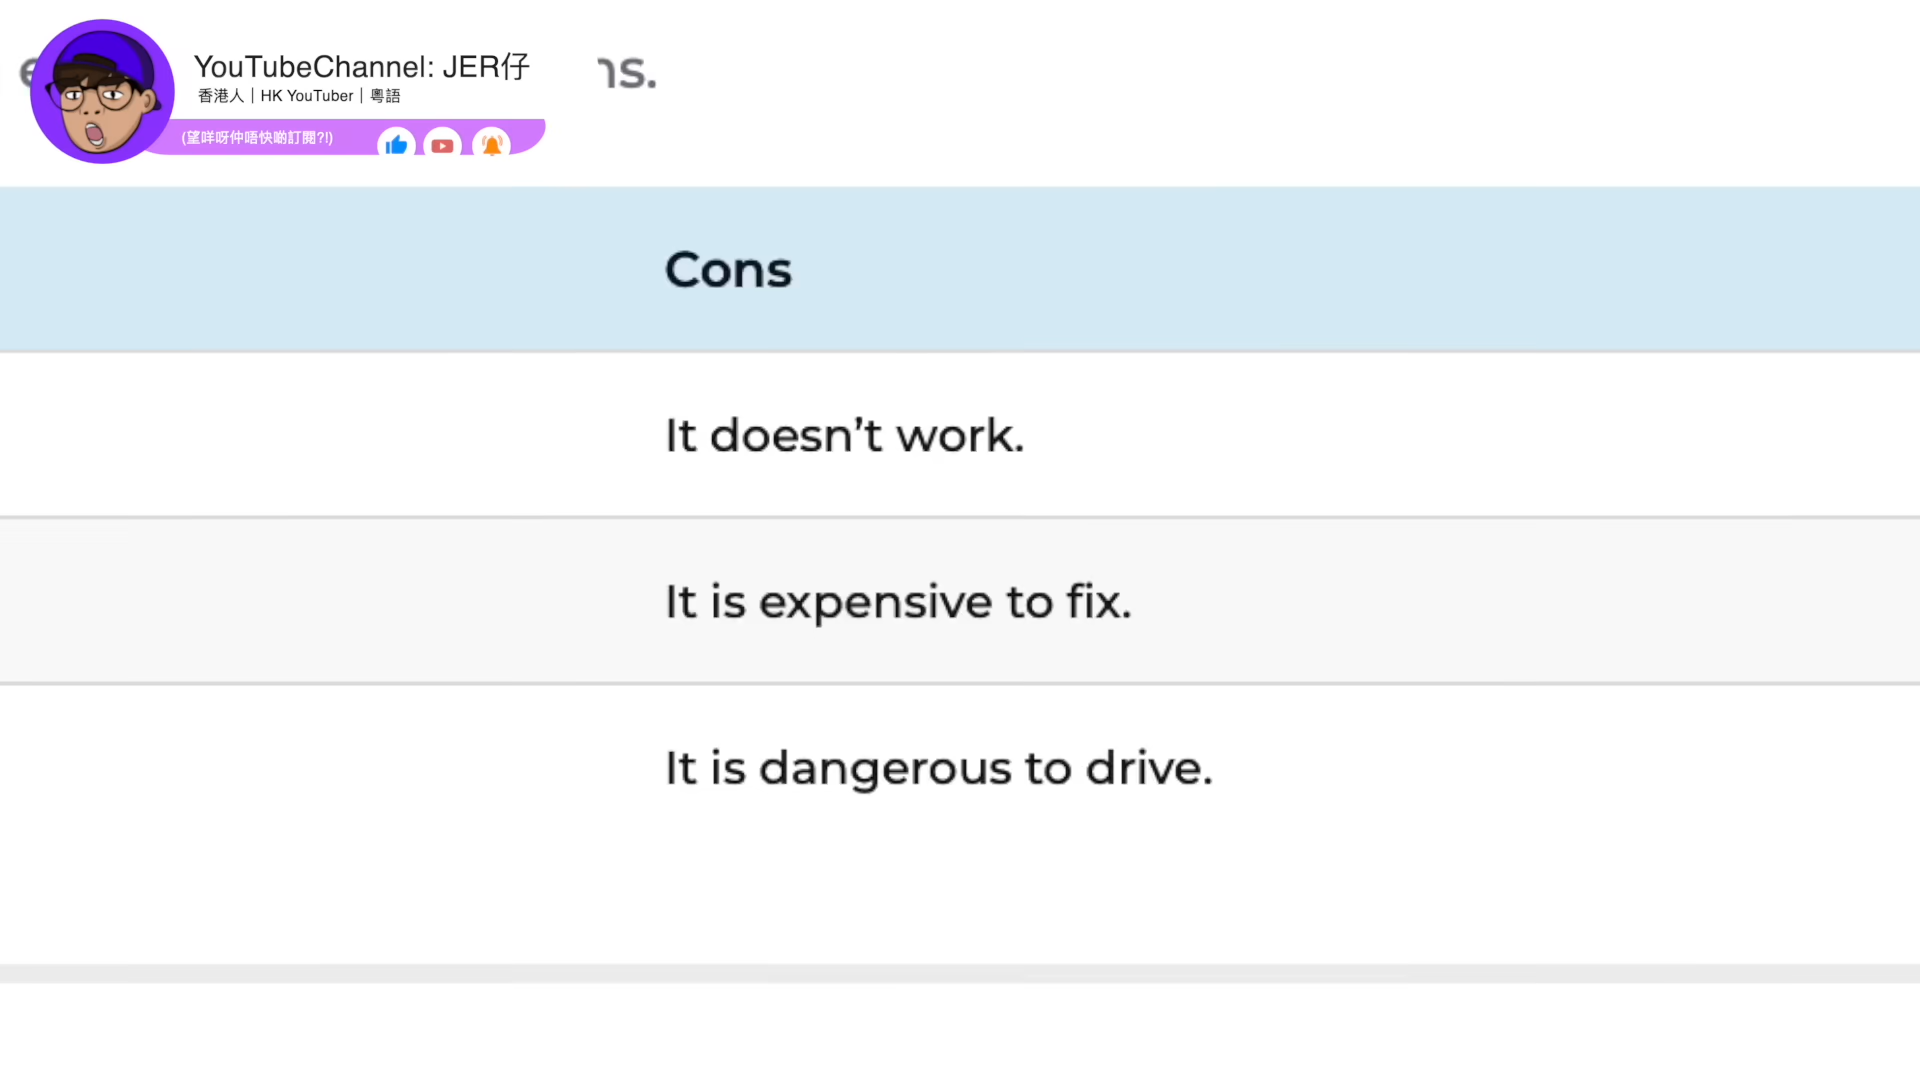 YouTubeChannel: JER仔
香港人｜HK YouTuber｜粵語
(望咩呀仲唔快啲訂閱?!)
Cons
It doesn’t work.
It is expensive to fix.
It is dangerous to drive.